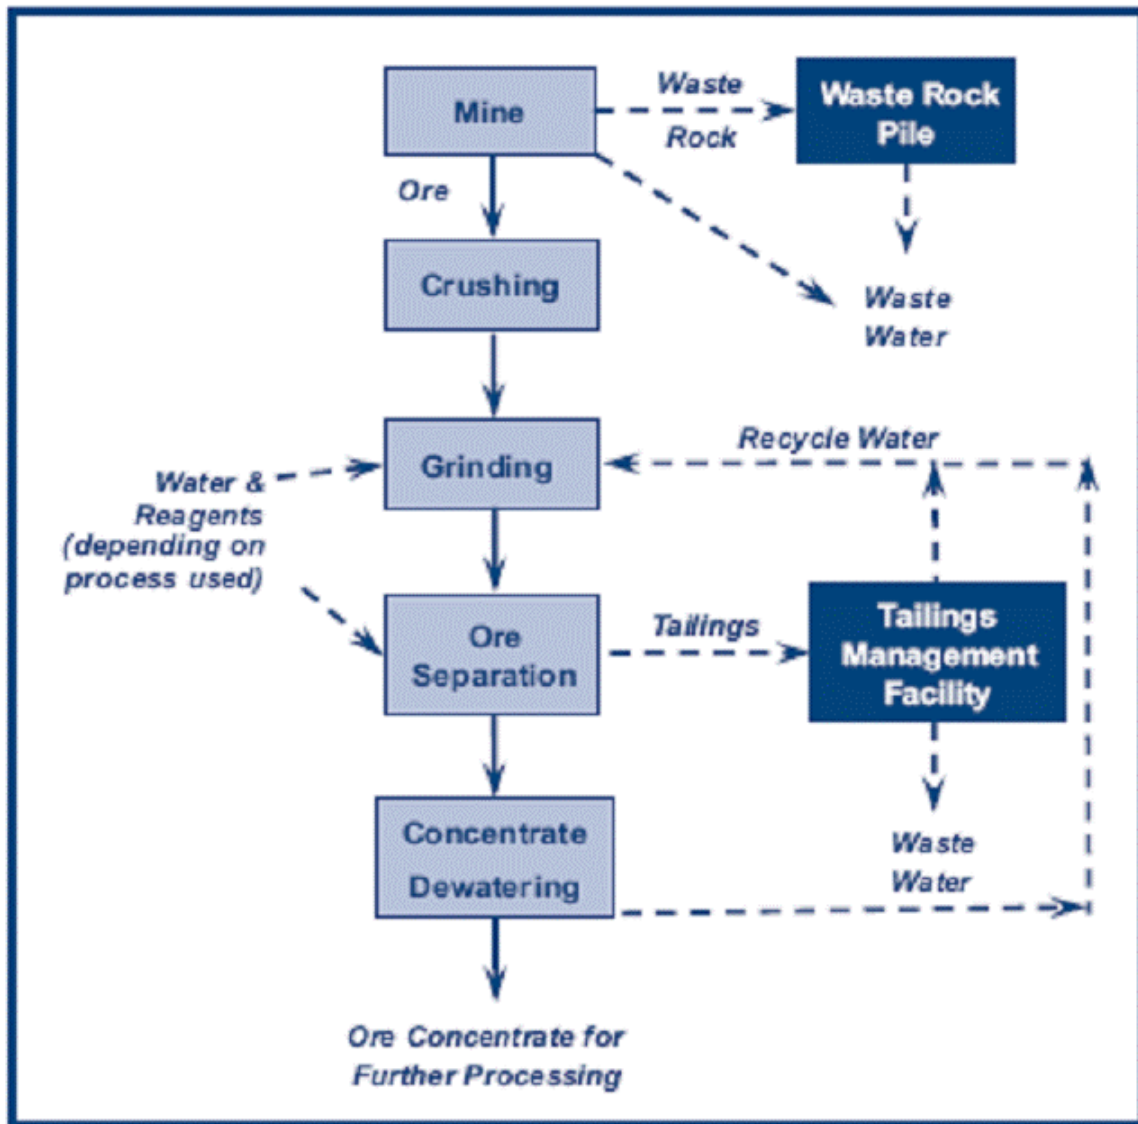 Mine
Waste
Rock
Waste Rock
Pile
Ore
Crushing
Waste
Water
Grinding
Recycle Water
Water &
Reagents
(depending on
process used)
Ore
Separation
Tailings
Tailings
Management
Facility
Concentrate
Dewatering
Waste
Water
Ore Concentrate for
Further Processing